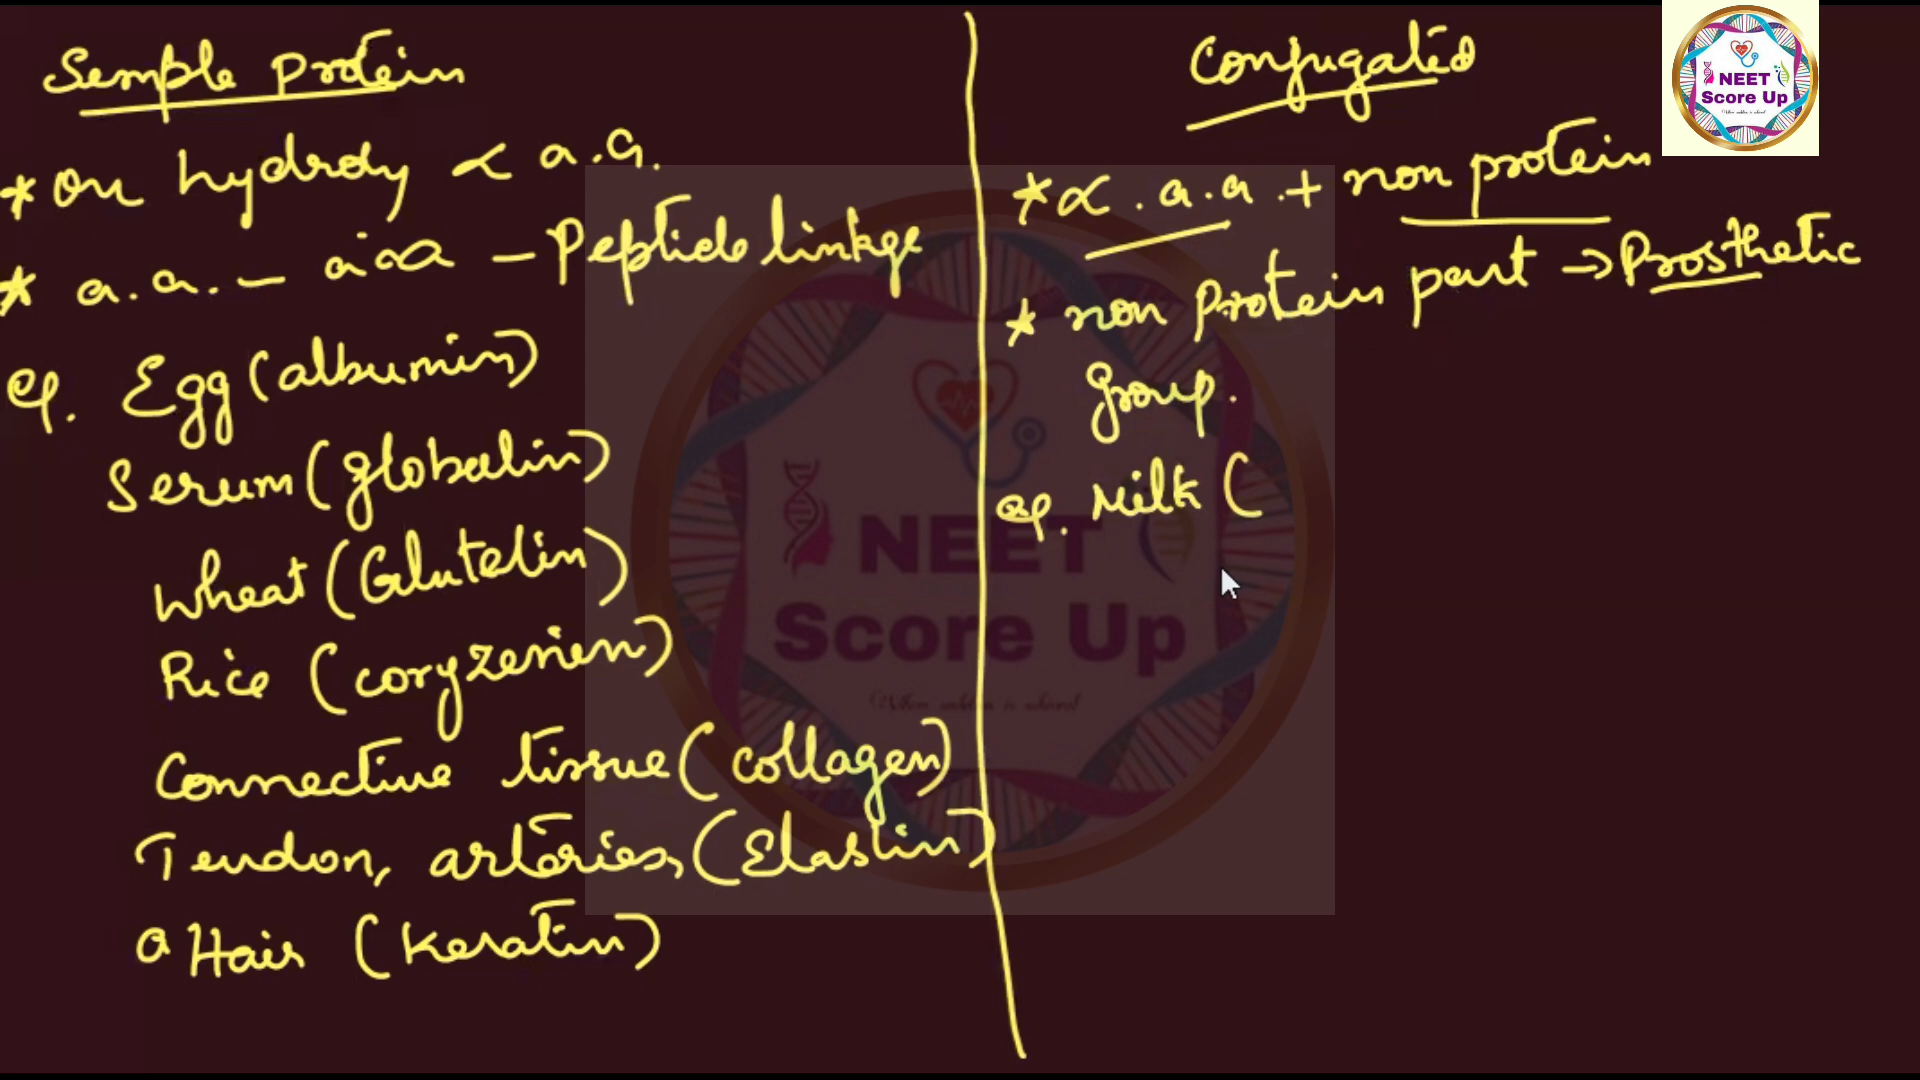 Semple protein
* On hydroly α a.a.
* a.a. - a.a - Peptide linkge
eg. Egg (albumin)
Serum (globulin)
Wheat (Glutelin)
Rice (coryzenien)
Connective tissue (collagen)
Tendon, arteries, (Elastin)
Hair (Keratin)
Conjugated
* α. a.a. + non protein
* non protein part → Prosthetic
group.
eg. Milk (
NEET
Score Up
NEET
Score Up